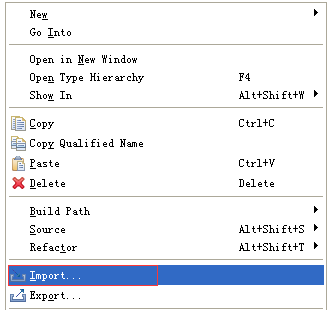 New
Go Into
Open in New Window
Open Type Hierarchy F4
Show In Alt+Shift+W
Copy Ctrl+C
Copy Qualified Name
Paste Ctrl+V
Delete Delete
Build Path
Source Alt+Shift+S
Refactor Alt+Shift+T
Import...
Export...